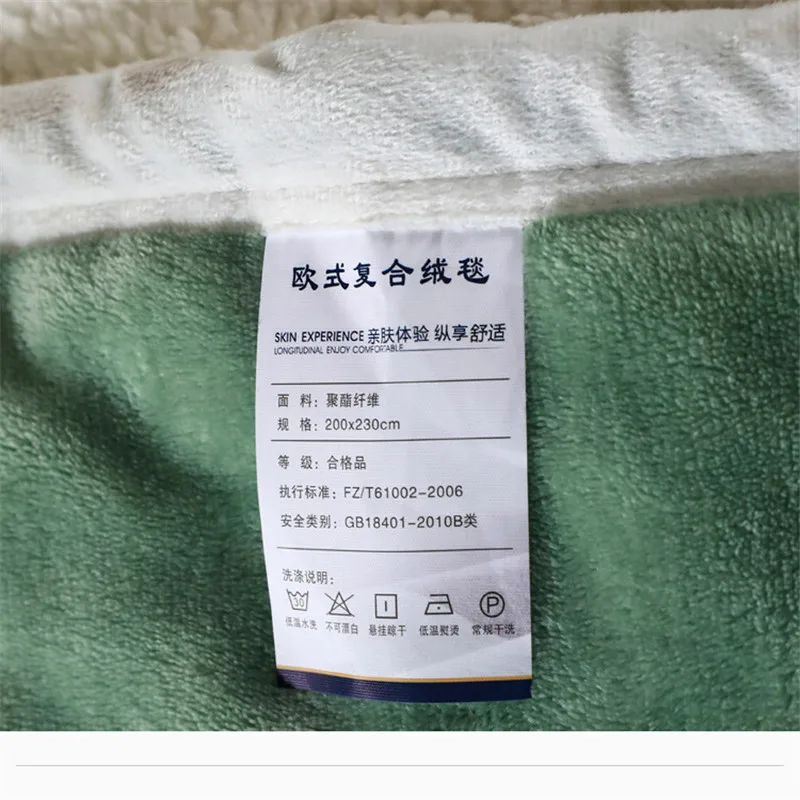 欧式复合绒毯
SKIN EXPERIENCE 亲肤体验 纵享舒适
LONGITUDINAL ENJOY COMFORTABLE
面 料：聚酯纤维
规 格：200x230cm
等 级：合格品
执行标准：FZ/T61002-2006
安全类别：GB18401-2010B类
洗涤说明：
30 P
低温水洗 不可漂白 悬挂晾干 低温熨烫 常规干洗